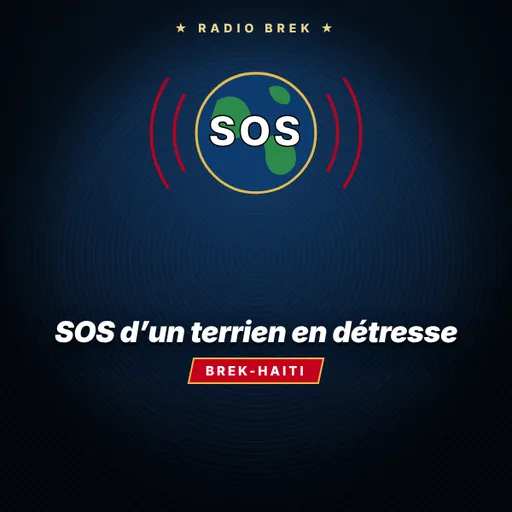 ★ RADIO BREK ★
SOS
SOS d’un terrien en détresse
BREK-HAITI